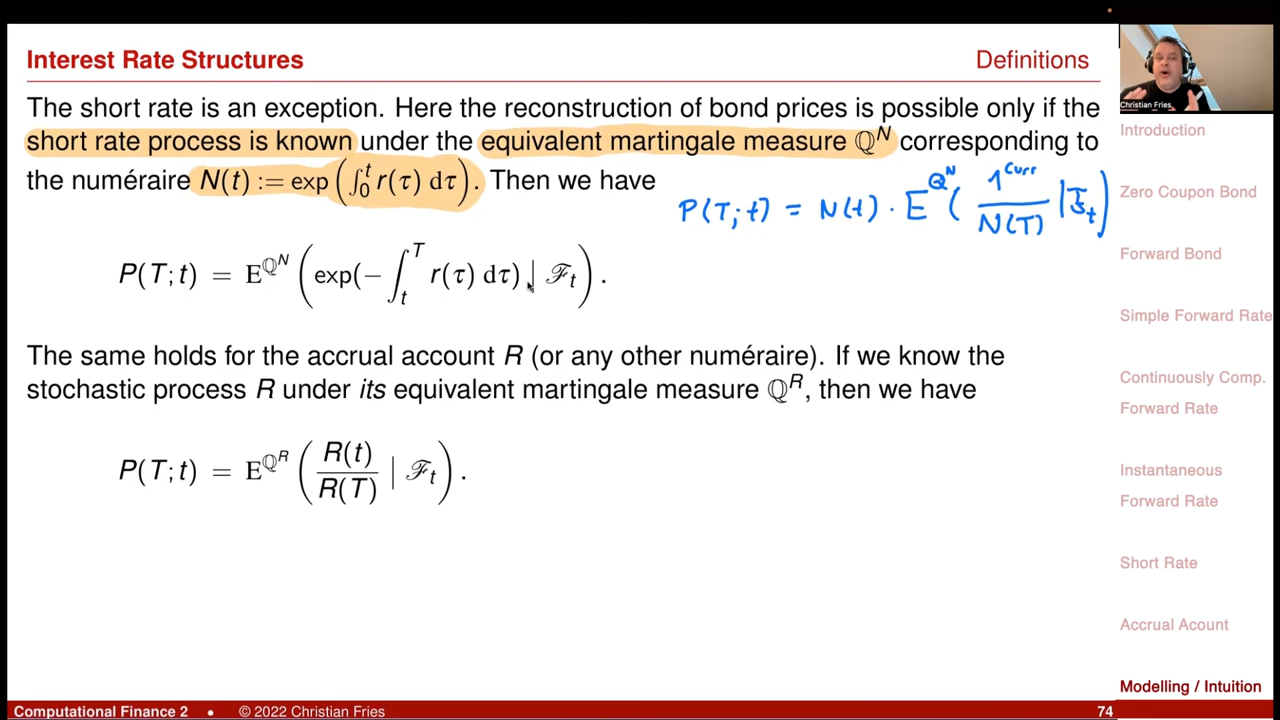 Interest Rate Structures
Definitions
The short rate is an exception. Here the reconstruction of bond prices is possible only if the
short rate process is known under the equivalent martingale measure ℚᴺ corresponding to
the numéraire N(t) := exp(∫₀ᵗ r(τ) dτ). Then we have
P(T; t) = N(t) · E^{Q^N} ( 1^{Curr} / N(T) | ℱ_t )
P(T; t) = E^{ℚ^N} ( exp(− ∫_t^T r(τ) dτ) | ℱ_t ).
The same holds for the accrual account R (or any other numéraire). If we know the
stochastic process R under its equivalent martingale measure ℚᴿ, then we have
P(T; t) = E^{ℚ^R} ( R(t) / R(T) | ℱ_t ).
Christian Fries
Introduction
Zero Coupon Bond
Forward Bond
Simple Forward Rate
Continuously Comp.
Forward Rate
Instantaneous
Forward Rate
Short Rate
Accrual Acount
Modelling / Intuition
Computational Finance 2 • © 2022 Christian Fries
74